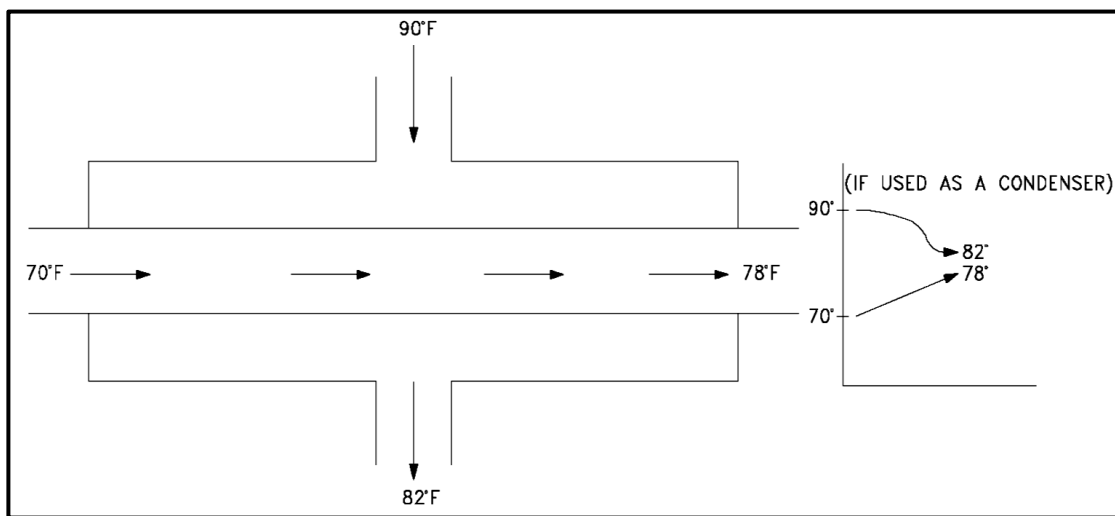 90°F
70°F
78°F
82°F
(IF USED AS A CONDENSER)
90°
82°
78°
70°